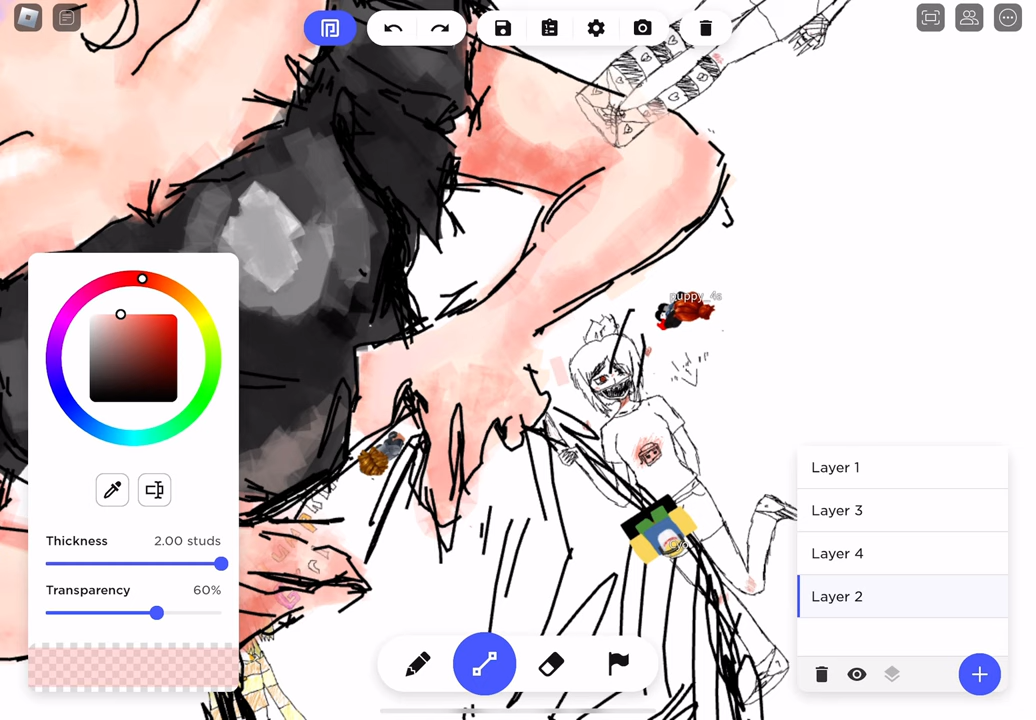 puppy_4s
Thickness
2.00 studs
Transparency
60%
Layer 1
Layer 3
Layer 4
Layer 2